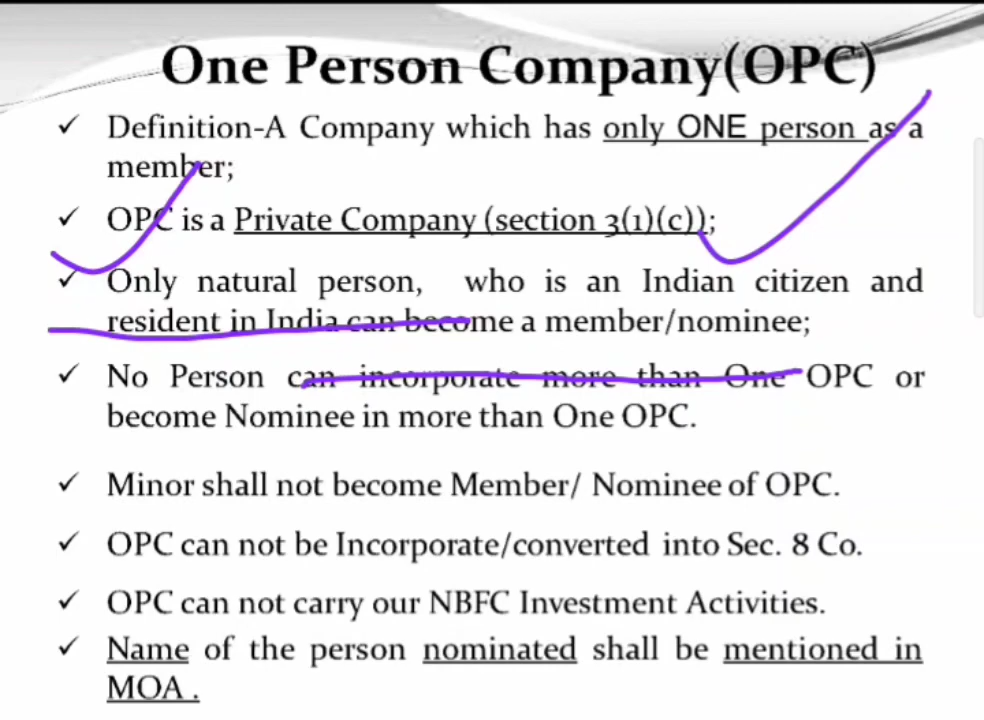 One Person Company(OPC)
✓ Definition-A Company which has only ONE person as a
member;
✓ OPC is a Private Company (section 3(1)(c));
✓ Only natural person, who is an Indian citizen and
resident in India can become a member/nominee;
✓ No Person can incorporate more than One OPC or
become Nominee in more than One OPC.
✓ Minor shall not become Member/ Nominee of OPC.
✓ OPC can not be Incorporate/converted into Sec. 8 Co.
✓ OPC can not carry our NBFC Investment Activities.
✓ Name of the person nominated shall be mentioned in
MOA .